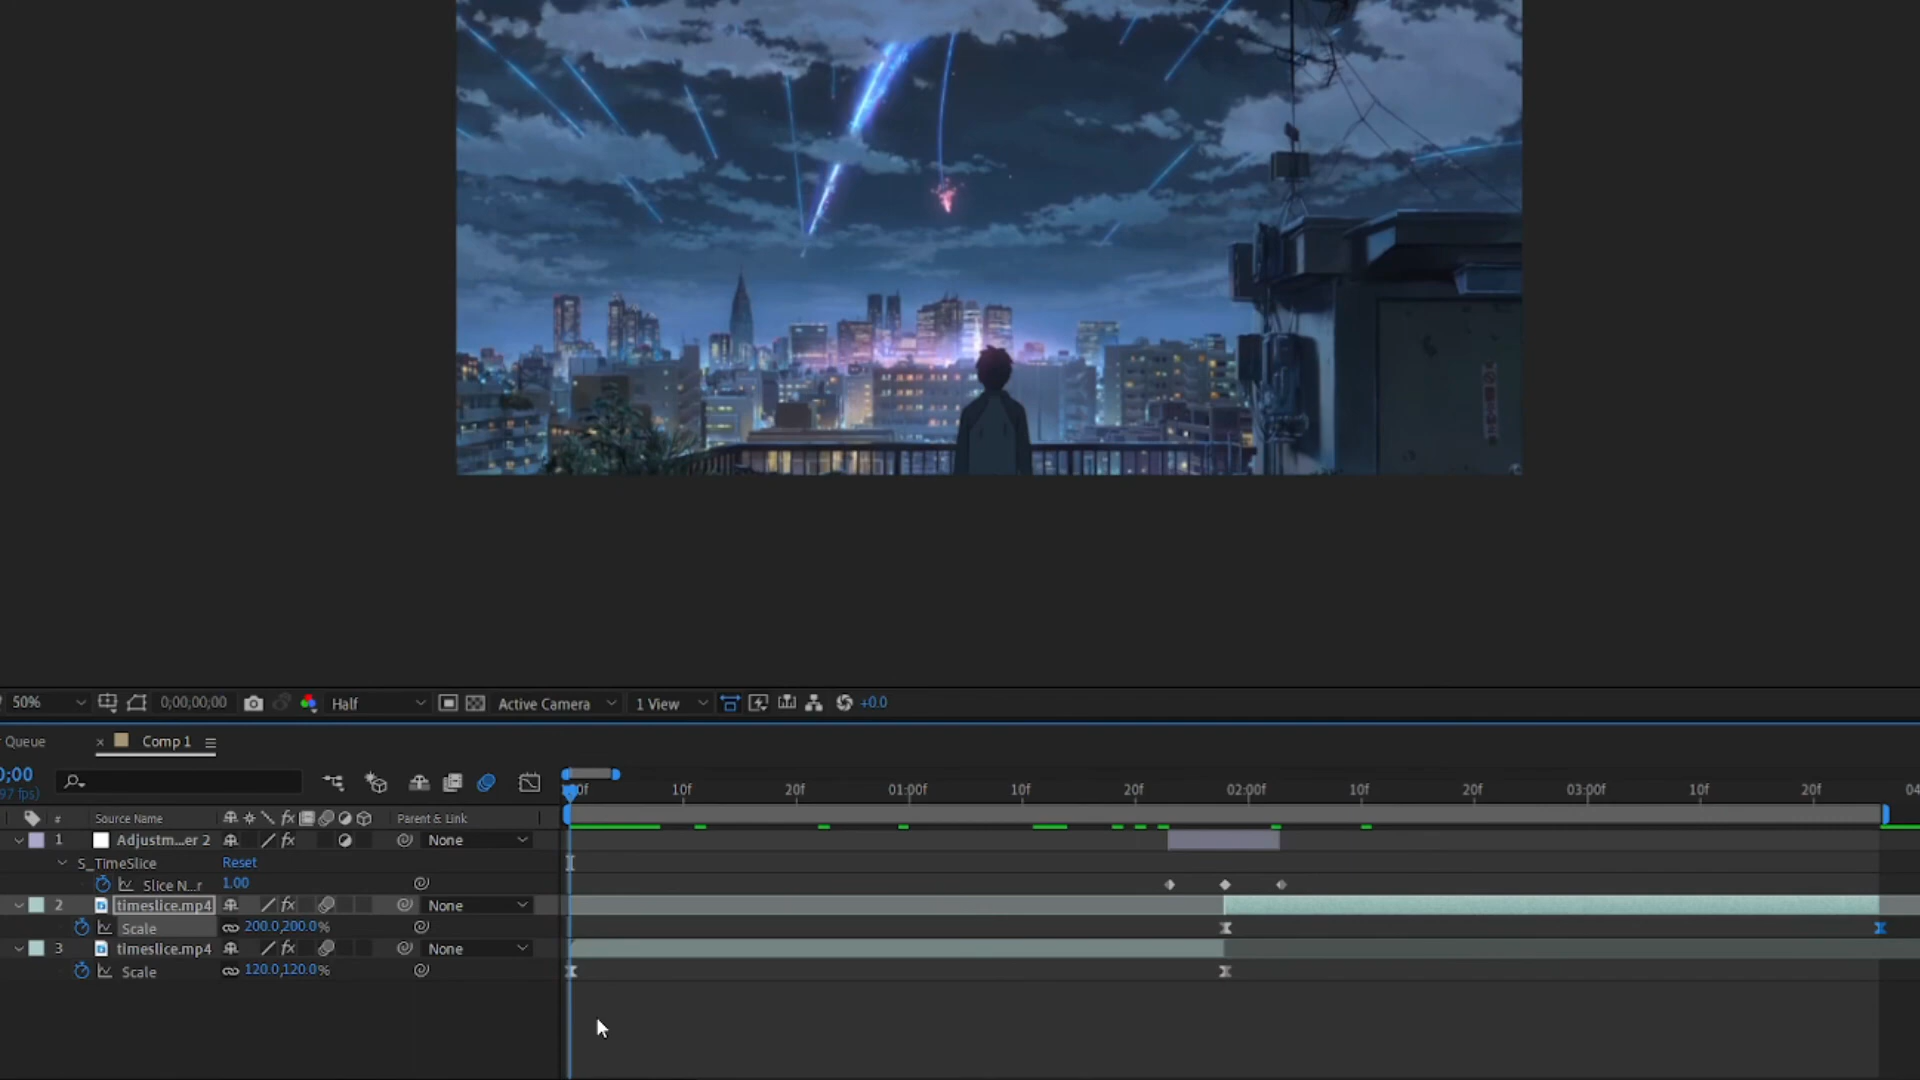 50%
0;00;00;00
Half
Active Camera
1 View
+0.0
Queue
× Comp 1
0;00
97 fps)
10f
20f
01:00f
10f
20f
02:00f
10f
20f
03:00f
10f
20f
04
# Source Name
Parent & Link
1 Adjustm...er 2
None
S_TimeSlice
Reset
Slice N...r
1.00
2 timeslice.mp4
None
Scale
200.0,200.0%
3 timeslice.mp4
None
Scale
120.0,120.0%